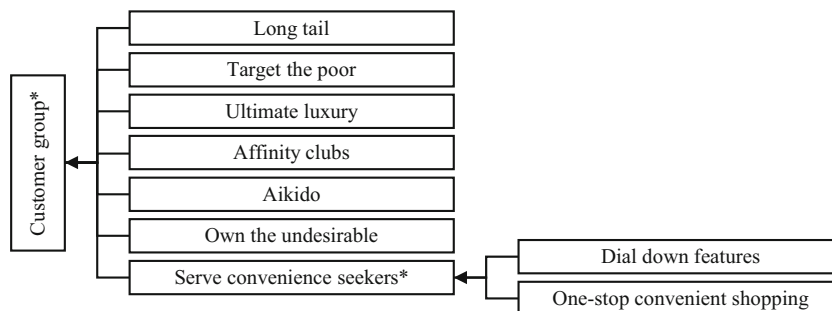 Customer group*
Long tail
Target the poor
Ultimate luxury
Affinity clubs
Aikido
Own the undesirable
Serve convenience seekers*
Dial down features
One-stop convenient shopping